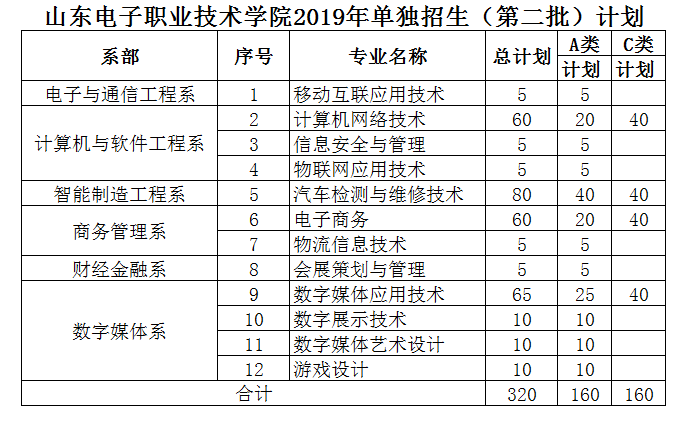 山东电子职业技术学院2019年单独招生（第二批）计划
系部 序号 专业名称 总计划 A类计划 C类计划
电子与通信工程系 1 移动互联应用技术 5 5
计算机与软件工程系 2 计算机网络技术 60 20 40
3 信息安全与管理 5 5
4 物联网应用技术 5 5
智能制造工程系 5 汽车检测与维修技术 80 40 40
商务管理系 6 电子商务 60 20 40
7 物流信息技术 5 5
财经金融系 8 会展策划与管理 5 5
数字媒体系 9 数字媒体应用技术 65 25 40
10 数字展示技术 10 10
11 数字媒体艺术设计 10 10
12 游戏设计 10 10
合计 320 160 160